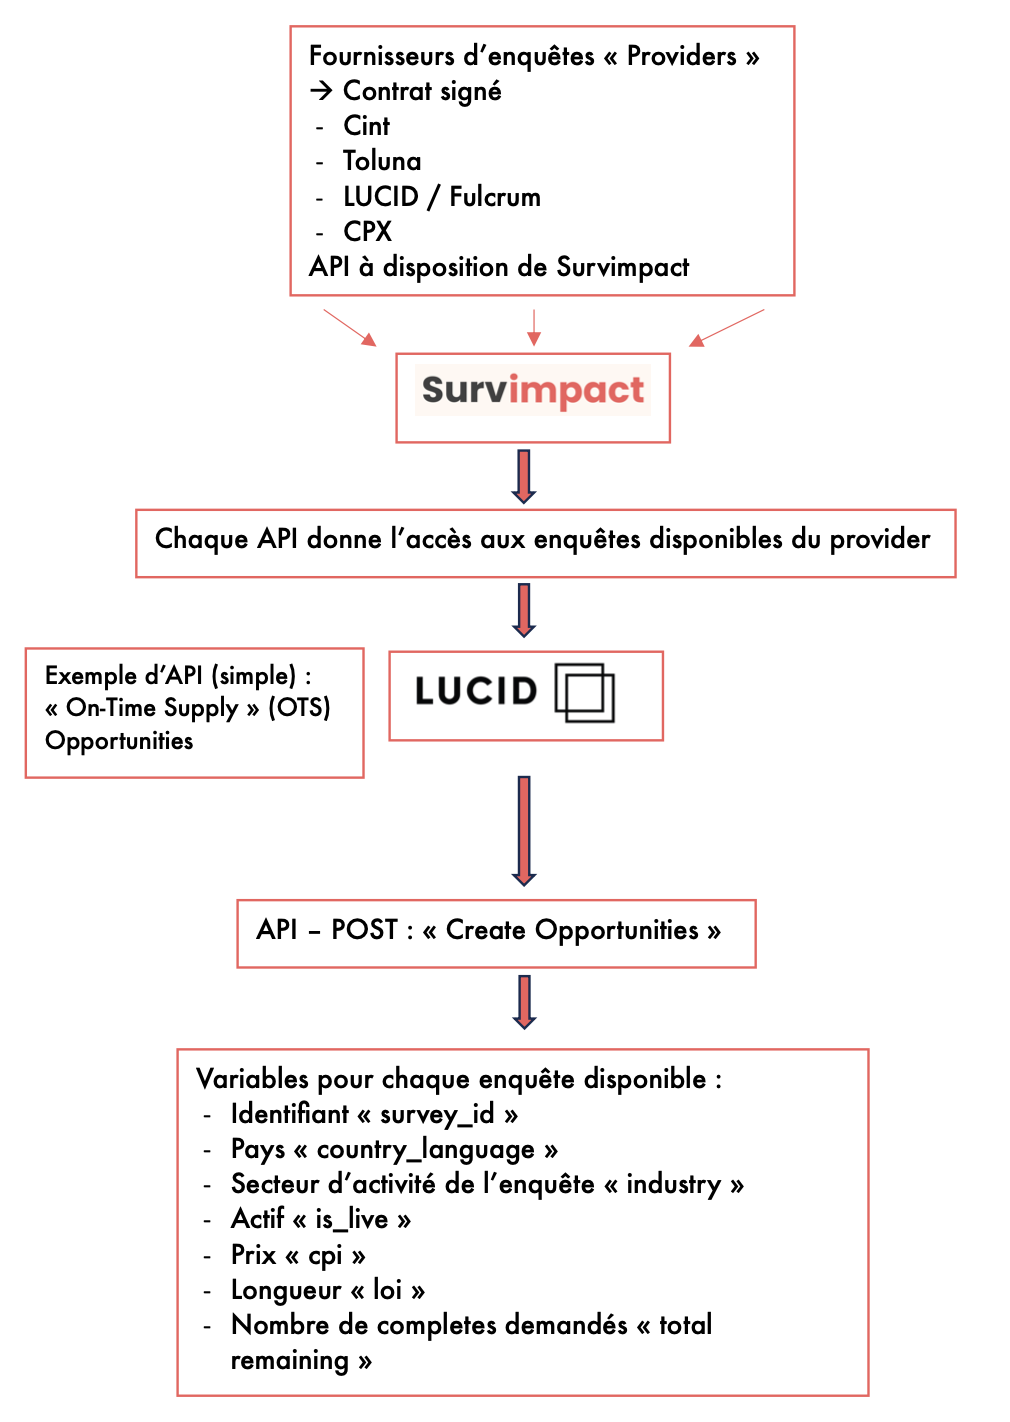 Fournisseurs d’enquêtes « Providers »
→ Contrat signé
- Cint
- Toluna
- LUCID / Fulcrum
- CPX
API à disposition de Survimpact
Survimpact
Chaque API donne l’accès aux enquêtes disponibles du provider
Exemple d’API (simple) :
« On-Time Supply » (OTS)
Opportunities
LUCID
API – POST : « Create Opportunities »
Variables pour chaque enquête disponible :
- Identifiant « survey_id »
- Pays « country_language »
- Secteur d’activité de l’enquête « industry »
- Actif « is_live »
- Prix « cpi »
- Longueur « loi »
- Nombre de completes demandés « total
remaining »